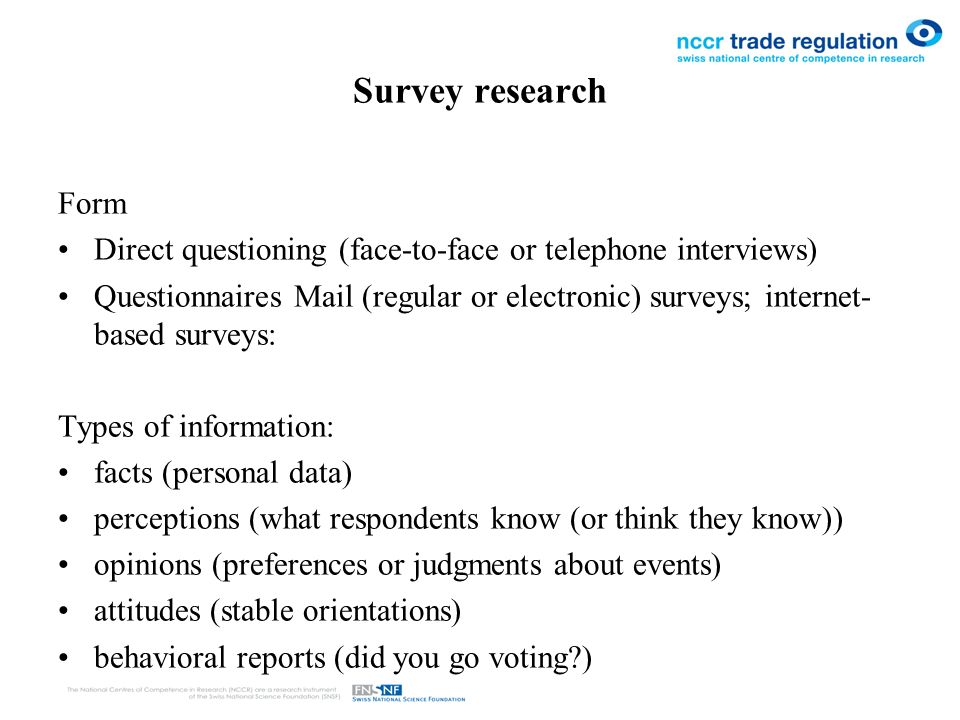 nccr trade regulation
swiss national centre of competence in research
Survey research
Form
• Direct questioning (face-to-face or telephone interviews)
• Questionnaires Mail (regular or electronic) surveys; internet-
based surveys:
Types of information:
• facts (personal data)
• perceptions (what respondents know (or think they know))
• opinions (preferences or judgments about events)
• attitudes (stable orientations)
• behavioral reports (did you go voting?)
The National Centres of Competence in Research (NCCR) are a research instrument
of the Swiss National Science Foundation (SNSF)
FNSNF
Swiss National Science Foundation